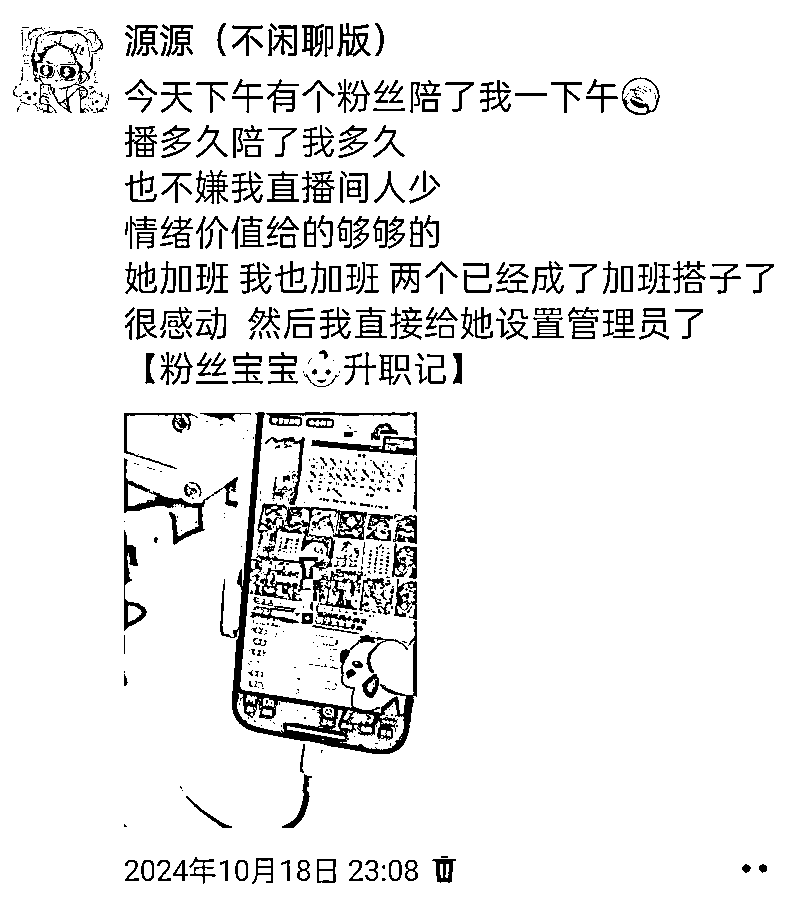 源源（不闲聊版）
今天下午有个粉丝陪了我一下午
播多久陪了我多久
也不嫌我直播间人少
情绪价值给的够够的
她加班 我也加班 两个已经成了加班搭子了
很感动 然后我直接给她设置管理员了
【粉丝宝宝👶升职记】
2024年10月18日 23:08